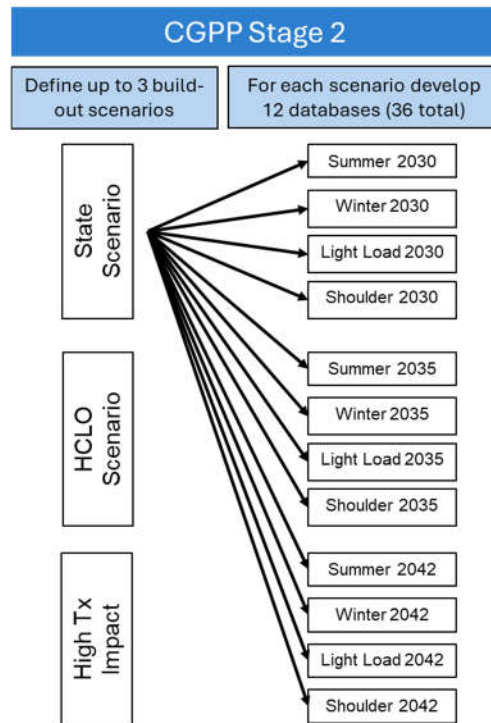 CGPP Stage 2
Define up to 3 build-
out scenarios
For each scenario develop
12 databases (36 total)
State
Scenario
HCLO
Scenario
High Tx
Impact
Summer 2030
Winter 2030
Light Load 2030
Shoulder 2030
Summer 2035
Winter 2035
Light Load 2035
Shoulder 2035
Summer 2042
Winter 2042
Light Load 2042
Shoulder 2042